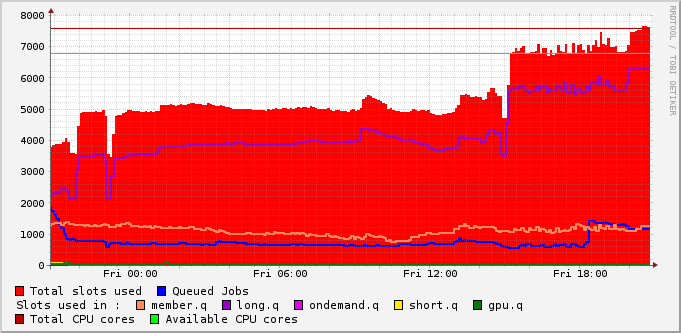 8000
7000
6000
5000
4000
3000
2000
1000
0
Fri 00:00 Fri 06:00 Fri 12:00 Fri 18:00
Total slots used Queued Jobs
Slots used in : member.q long.q ondemand.q short.q gpu.q
Total CPU cores Available CPU cores
RRDTOOL / TOBI OETIKER